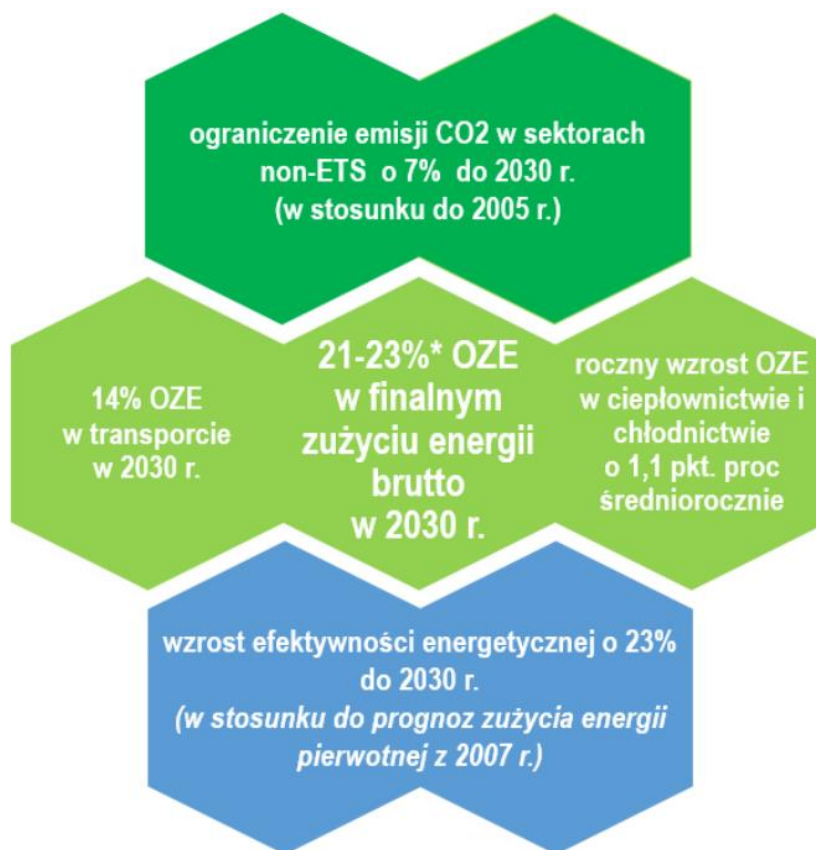 ograniczenie emisji CO2 w sektorach
non-ETS o 7% do 2030 r.
(w stosunku do 2005 r.)
14% OZE
w transporcie
w 2030 r.
21-23%* OZE
w finalnym
zużyciu energii
brutto
w 2030 r.
roczny wzrost OZE
w ciepłownictwie i
chłodnictwie
o 1,1 pkt. proc
średniorocznie
wzrost efektywności energetycznej o 23%
do 2030 r.
(w stosunku do prognoz zużycia energii
pierwotnej z 2007 r.)